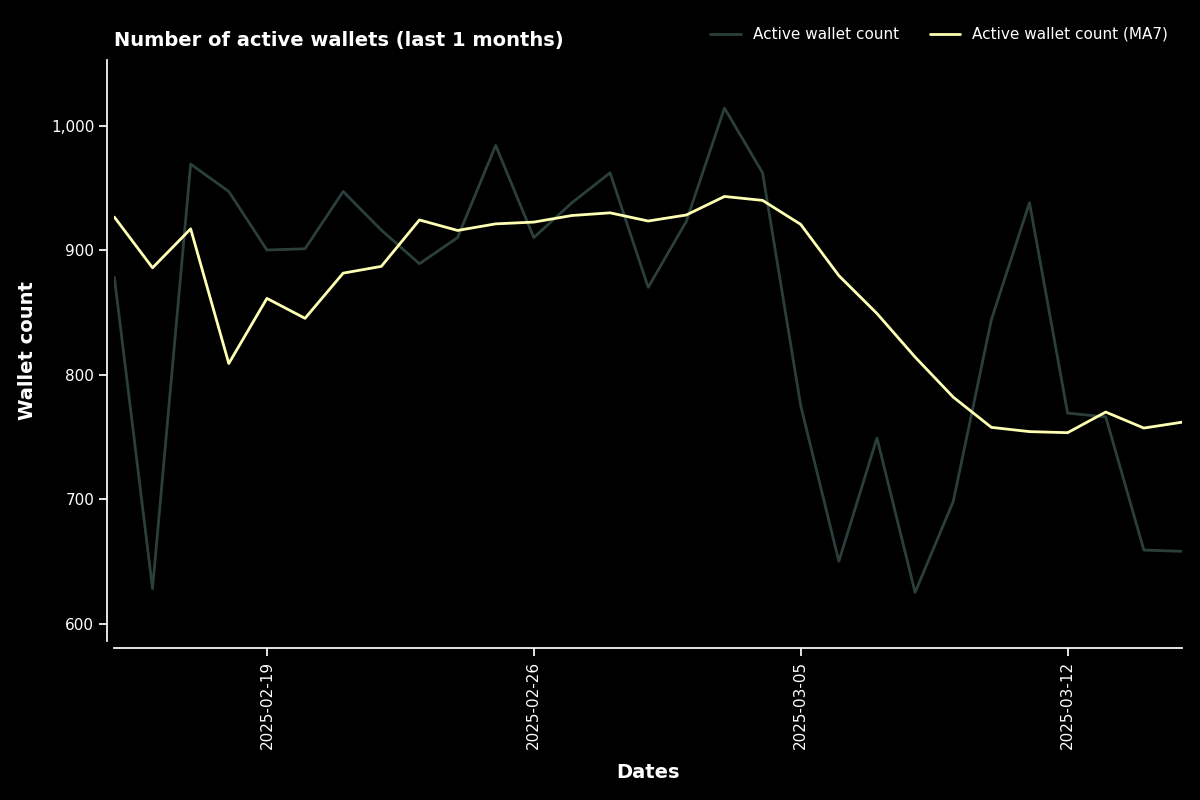 Number of active wallets (last 1 months)
Active wallet count
Active wallet count (MA7)
Wallet count
1,000
900
800
700
600
2025-02-19
2025-02-26
2025-03-05
2025-03-12
Dates